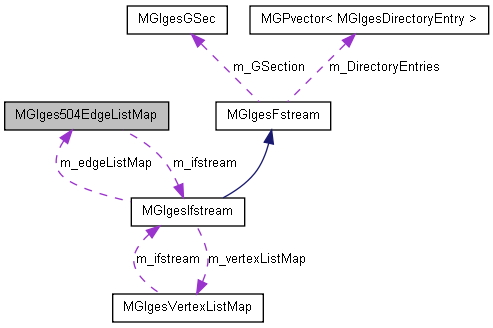 MGIgesGSec
MGPvector< MGIgesDirectoryEntry >
m_GSection
m_DirectoryEntries
MGIges504EdgeListMap
MGIgesFstream
m_edgeListMap
m_ifstream
MGIgesIfstream
m_ifstream
m_vertexListMap
MGIgesVertexListMap